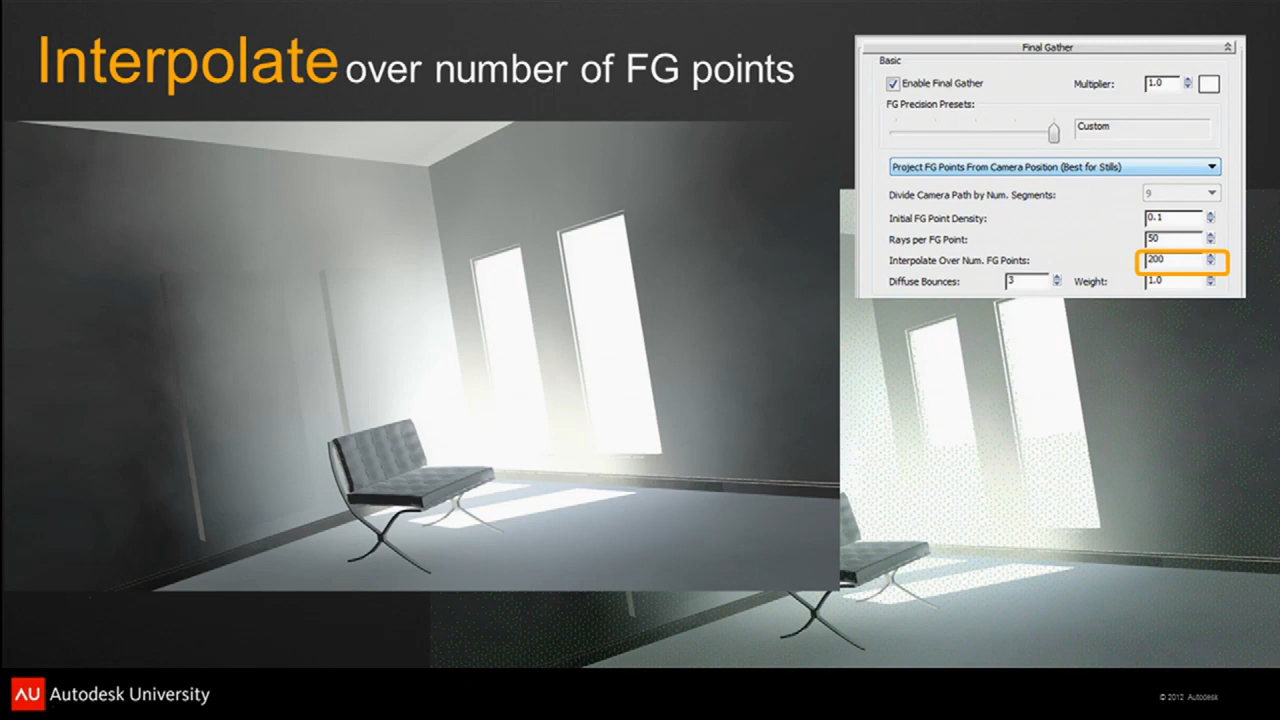 Interpolate over number of FG points
Final Gather
Basic
Enable Final Gather Multiplier: 1.0
FG Precision Presets:
Custom
Project FG Points From Camera Position (Best for Stills)
Divide Camera Path by Num. Segments: 9
Initial FG Point Density: 0.1
Rays per FG Point: 50
Interpolate Over Num. FG Points: 200
Diffuse Bounces: 3 Weight: 1.0
AU Autodesk University
© 2012 Autodesk